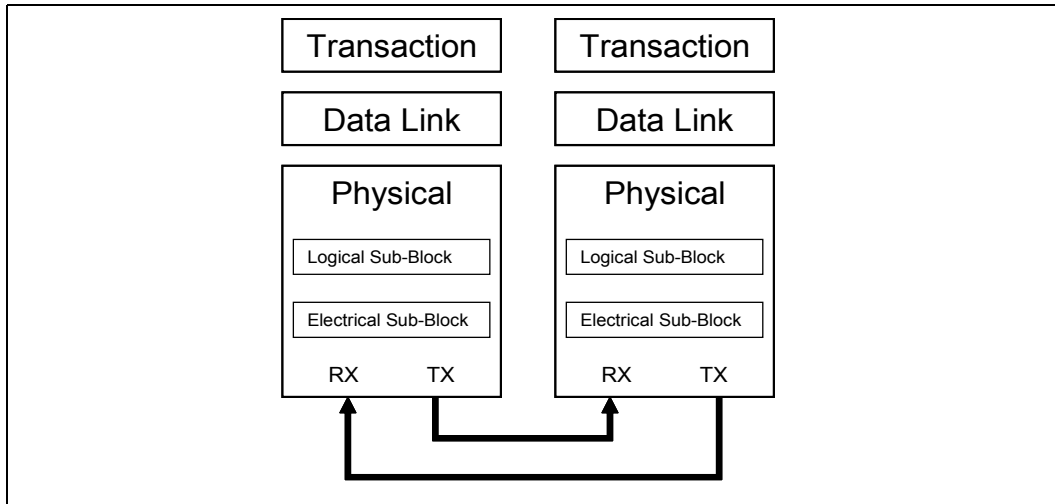 Transaction
Transaction
Data Link
Data Link
Physical
Physical
Logical Sub-Block
Logical Sub-Block
Electrical Sub-Block
Electrical Sub-Block
RX TX
RX TX